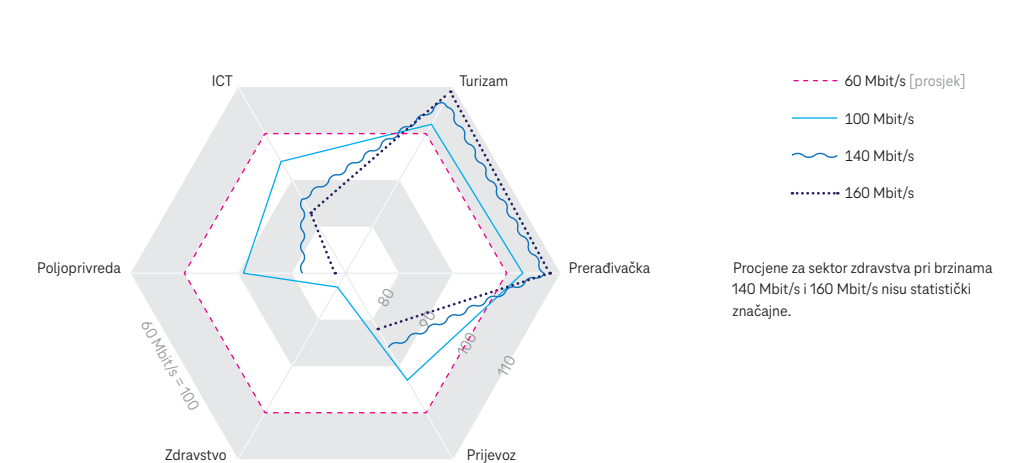 ICT
Turizam
60 Mbit/s [prosjek]
100 Mbit/s
140 Mbit/s
160 Mbit/s
Poljoprivreda
Prerađivačka
Procjene za sektor zdravstva pri brzinama
140 Mbit/s i 160 Mbit/s nisu statistički
značajne.
80
90
100
110
60 Mbit/s = 100
Zdravstvo
Prijevoz